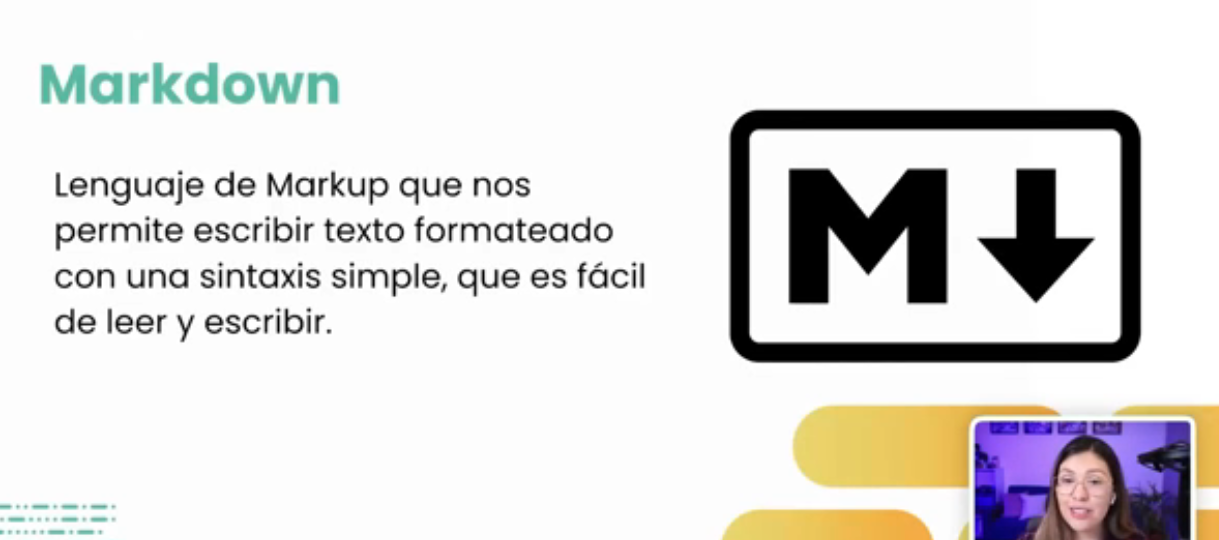 Markdown
Lenguaje de Markup que nos
permite escribir texto formateado
con una sintaxis simple, que es fácil
de leer y escribir.
M